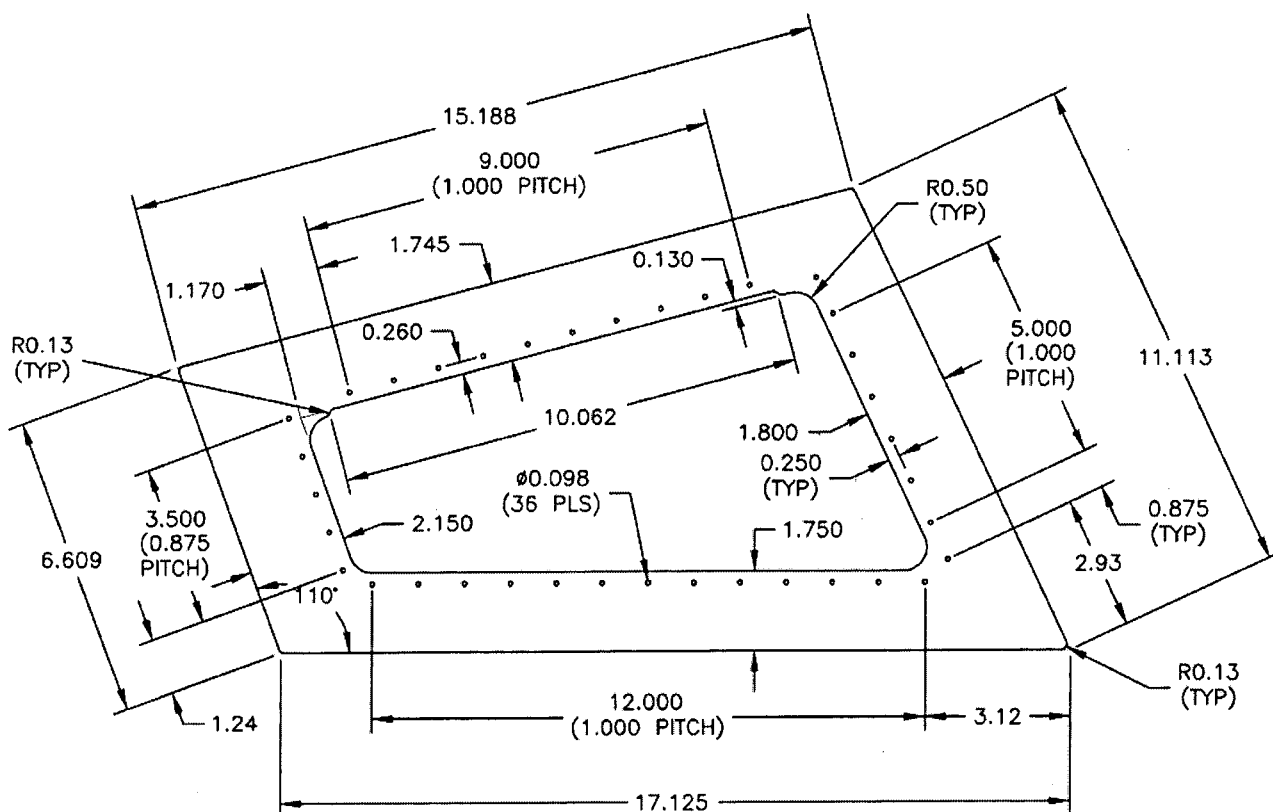 15.188
9.000
(1.000 PITCH)
R0.50
(TYP)
1.745
0.130
1.170
0.260
5.000
(1.000
PITCH)
R0.13
(TYP)
11.113
10.062
1.800
0.250
(TYP)
Ø0.098
(36 PLS)
3.500
(0.875
PITCH)
2.150
1.750
0.875
(TYP)
6.609
2.93
110°
R0.13
(TYP)
1.24
12.000
(1.000 PITCH)
3.12
17.125